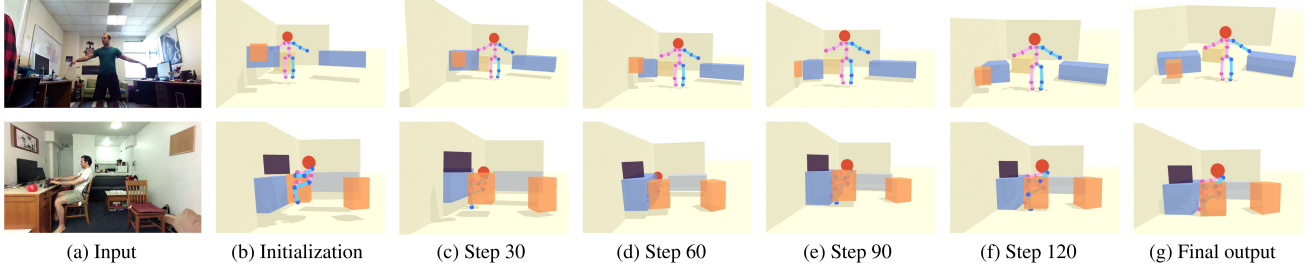 (a) Input
(b) Initialization
(c) Step 30
(d) Step 60
(e) Step 90
(f) Step 120
(g) Final output